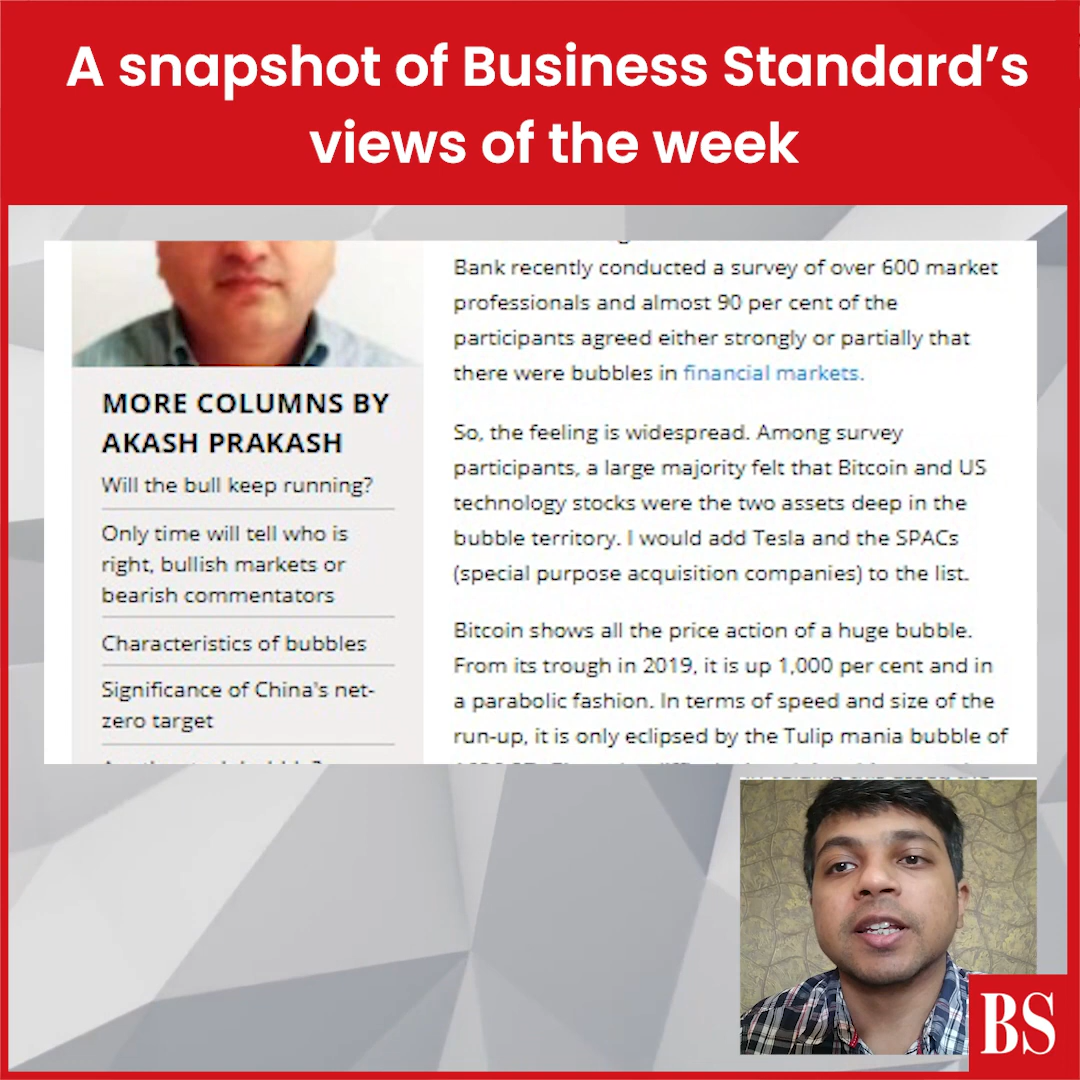 A snapshot of Business Standard’s
views of the week
MORE COLUMNS BY
AKASH PRAKASH
Will the bull keep running?
Only time will tell who is
right, bullish markets or
bearish commentators
Characteristics of bubbles
Significance of China's net-
zero target
Bank recently conducted a survey of over 600 market
professionals and almost 90 per cent of the
participants agreed either strongly or partially that
there were bubbles in financial markets.
So, the feeling is widespread. Among survey
participants, a large majority felt that Bitcoin and US
technology stocks were the two assets deep in the
bubble territory. I would add Tesla and the SPACs
(special purpose acquisition companies) to the list.
Bitcoin shows all the price action of a huge bubble.
From its trough in 2019, it is up 1,000 per cent and in
a parabolic fashion. In terms of speed and size of the
run-up, it is only eclipsed by the Tulip mania bubble of
BS